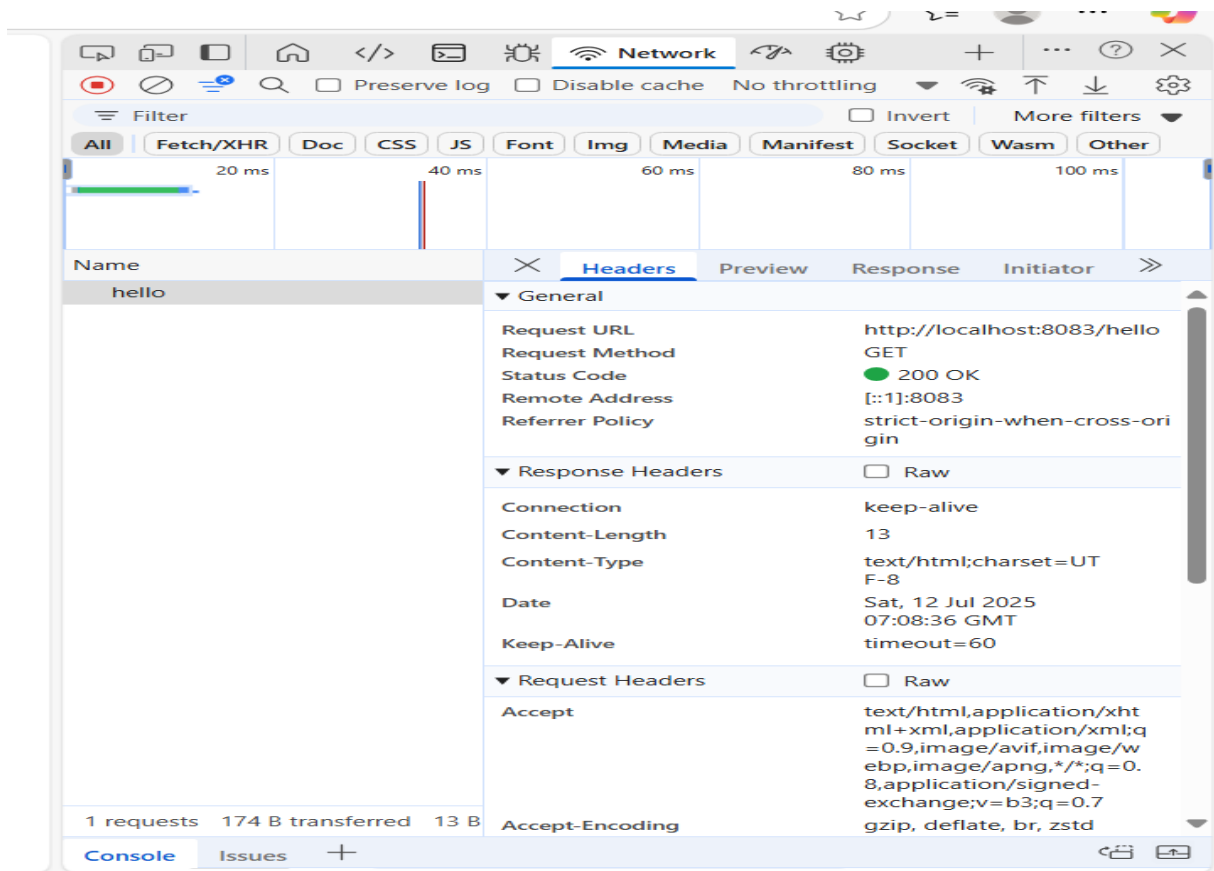 Network
Preserve log
Disable cache
No throttling
Filter
Invert
More filters
All
Fetch/XHR
Doc
CSS
JS
Font
Img
Media
Manifest
Socket
Wasm
Other
20 ms
40 ms
60 ms
80 ms
100 ms
Name
Headers
Preview
Response
Initiator
hello
General
Request URL
http://localhost:8083/hello
Request Method
GET
Status Code
200 OK
Remote Address
[::1]:8083
Referrer Policy
strict-origin-when-cross-ori
gin
Response Headers
Raw
Connection
keep-alive
Content-Length
13
Content-Type
text/html;charset=UT
F-8
Date
Sat, 12 Jul 2025
07:08:36 GMT
Keep-Alive
timeout=60
Request Headers
Raw
Accept
text/html,application/xht
ml+xml,application/xml;q
=0.9,image/avif,image/w
ebp,image/apng,*/*;q=0.
8,application/signed-
exchange;v=b3;q=0.7
Accept-Encoding
gzip, deflate, br, zstd
1 requests
174 B transferred
13 B
Console
Issues